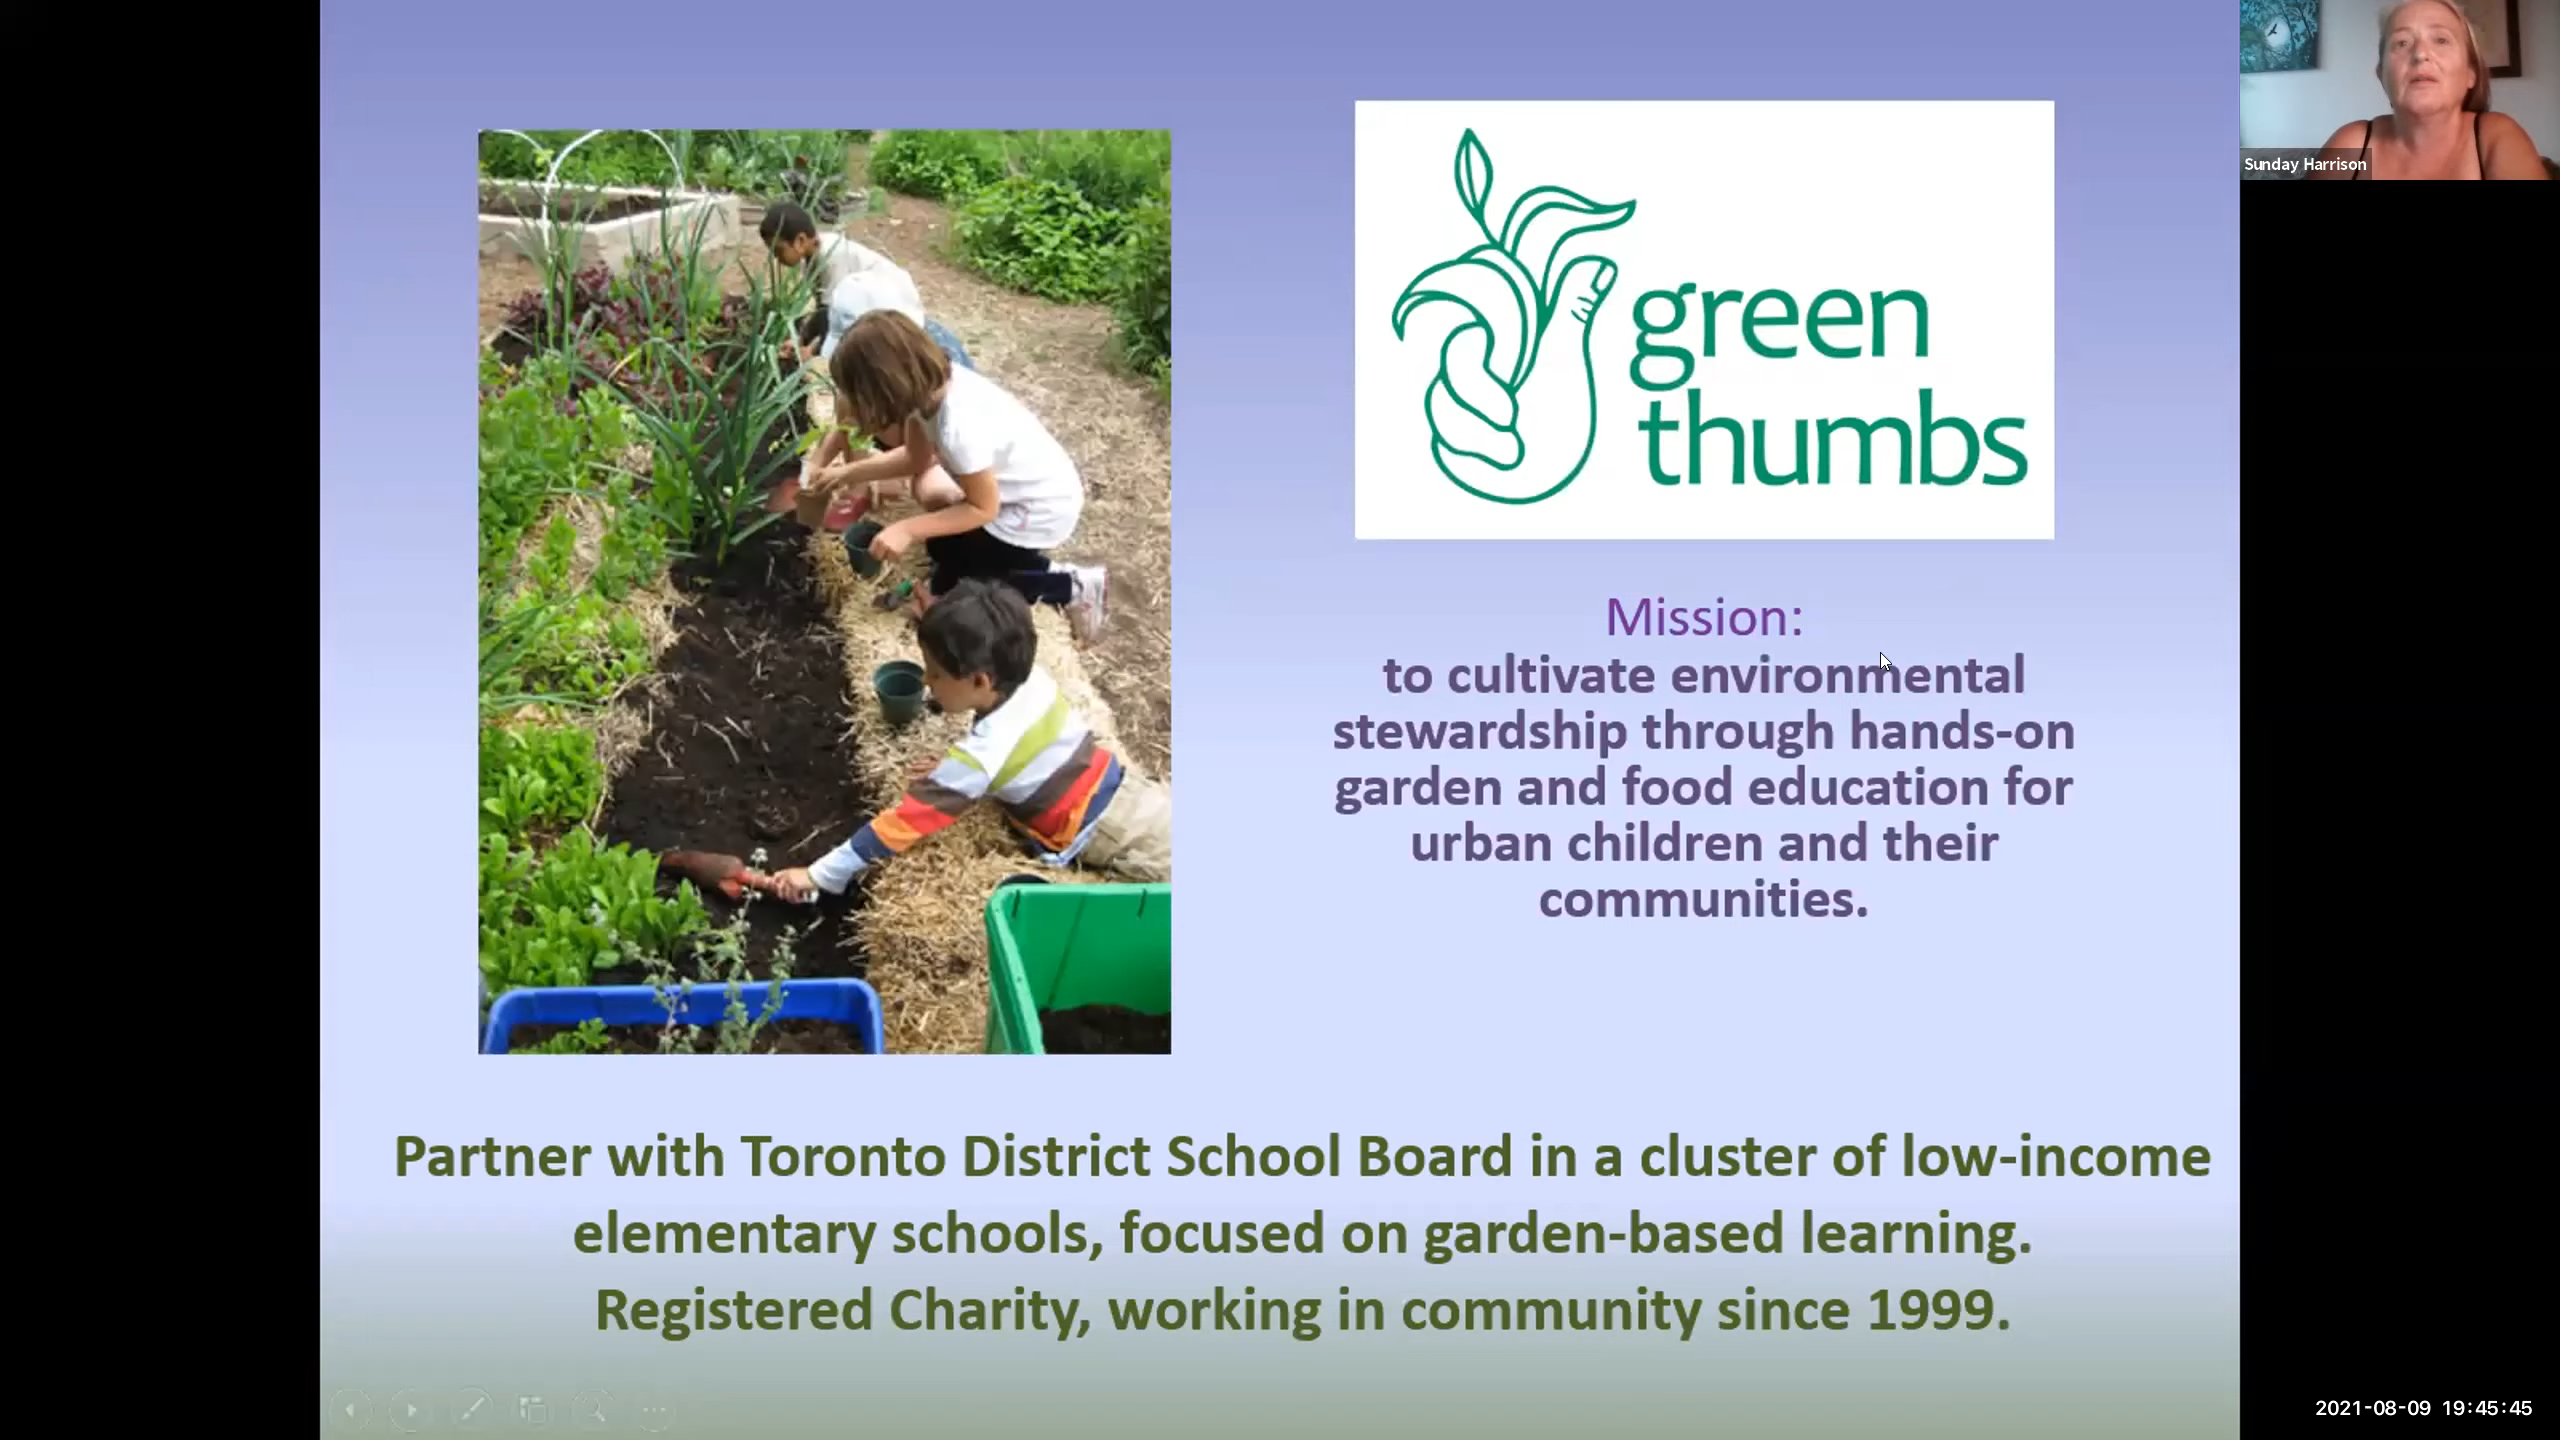 Sunday Harrison
green
thumbs
Mission:
to cultivate environmental
stewardship through hands-on
garden and food education for
urban children and their
communities.
Partner with Toronto District School Board in a cluster of low-income
elementary schools, focused on garden-based learning.
Registered Charity, working in community since 1999.
2021-08-09 19:45:45